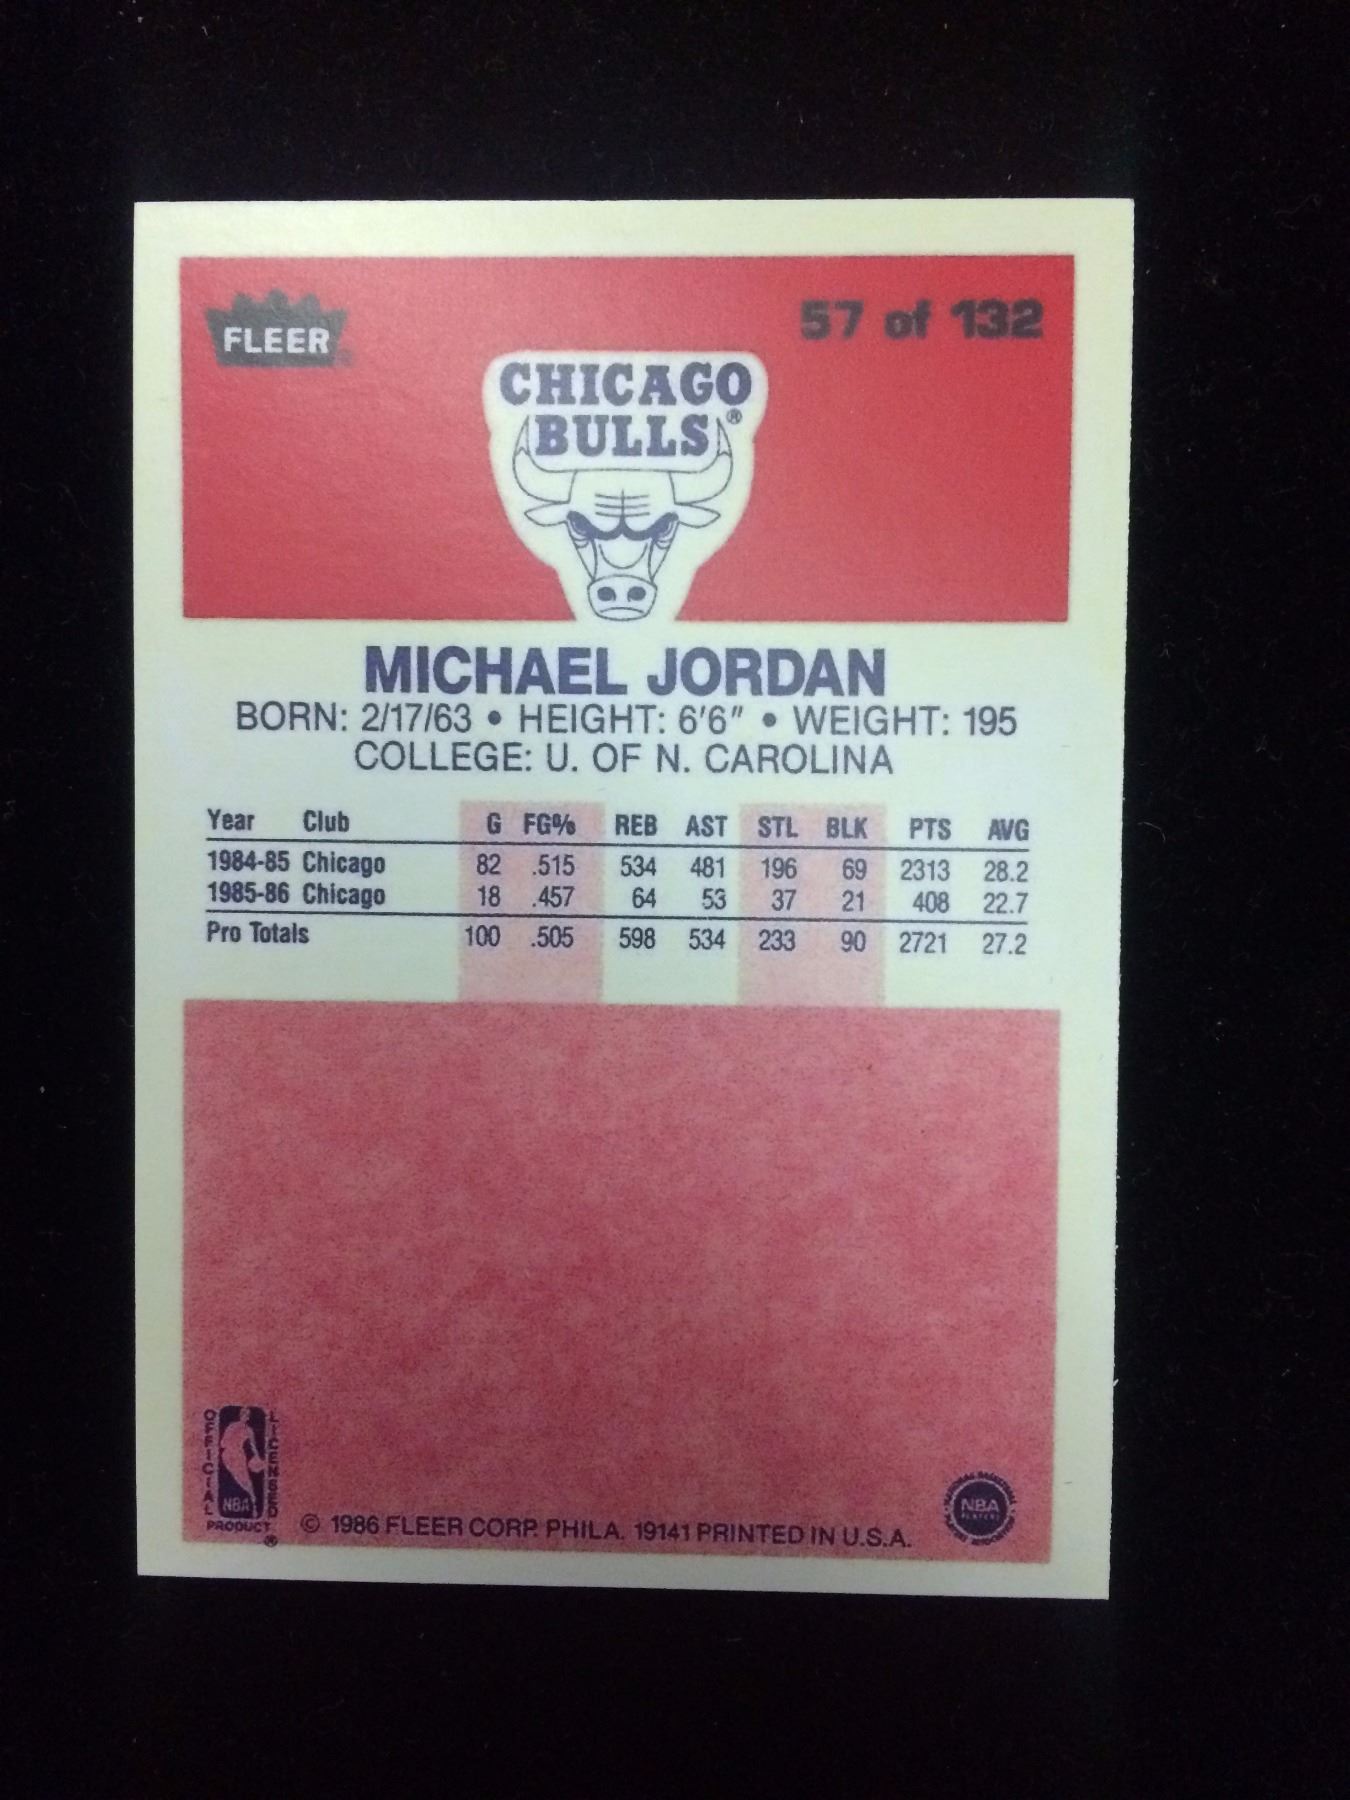 FLEER
57 of 132
CHICAGO
BULLS®
MICHAEL JORDAN
BORN: 2/17/63 • HEIGHT: 6'6" • WEIGHT: 195
COLLEGE: U. OF N. CAROLINA
Year Club G FG% REB AST STL BLK PTS AVG
1984-85 Chicago 82 .515 534 481 196 69 2313 28.2
1985-86 Chicago 18 .457 64 53 37 21 408 22.7
Pro Totals 100 .505 598 534 233 90 2721 27.2
OFFICIAL
NBA
LICENSED
PRODUCT
®
© 1986 FLEER CORP. PHILA. 19141 PRINTED IN U.S.A.
NBA
PLAYERS